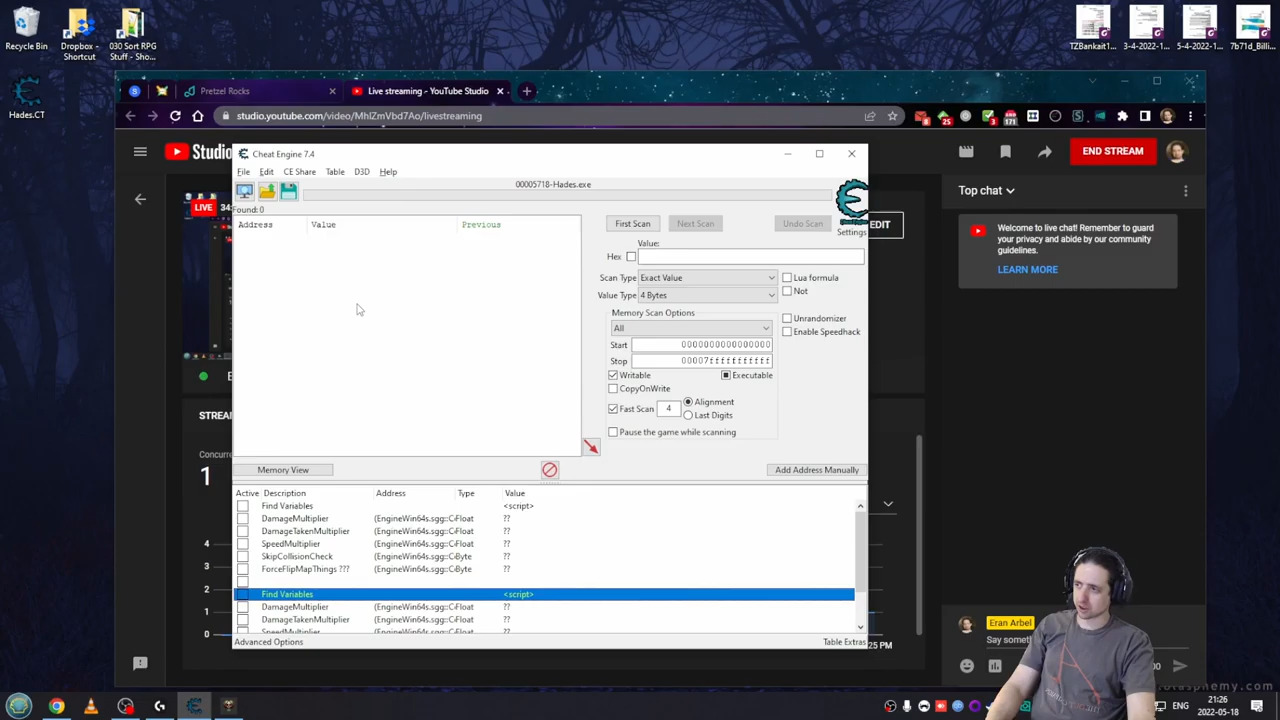 Recycle Bin
Dropbox -
Shortcut
030 Sort RPG
Stuff - Sho...
Hades.CT
TZBankait1...
3-4-2022-1...
5-4-2022-1...
7b71d_Billi...
Pretzel Rocks
Live streaming - YouTube Studio
studio.youtube.com/video/MhlZmVbd7Ao/livestreaming
Studio
END STREAM
LIVE
EDIT
Top chat
Welcome to live chat! Remember to guard
your privacy and abide by our community
guidelines.
LEARN MORE
Cheat Engine 7.4
File Edit CE Share Table D3D Help
00005718-Hades.exe
Found: 0
Address Value Previous
First Scan Next Scan Undo Scan
Settings
Value:
Hex
Scan Type Exact Value
Lua formula
Value Type 4 Bytes
Not
Memory Scan Options
All
Unrandomizer
Enable Speedhack
Start 0000000000000000
Stop 00007fffffffffff
Writable Executable
CopyOnWrite
Fast Scan 4 Alignment
Last Digits
Pause the game while scanning
Memory View
Add Address Manually
Active Description Address Type Value
Find Variables <script>
DamageMultiplier (EngineWin64s.sgg::C Float ??
DamageTakenMultiplier (EngineWin64s.sgg::C Float ??
SpeedMultiplier (EngineWin64s.sgg::C Float ??
SkipCollisionCheck (EngineWin64s.sgg::C Byte ??
ForceFlipMapThings ??? (EngineWin64s.sgg::C Byte ??
Find Variables <script>
DamageMultiplier (EngineWin64s.sgg::C Float ??
DamageTakenMultiplier (EngineWin64s.sgg::C Float ??
SpeedMultiplier (EngineWin64s.sgg::C Float ??
Advanced Options
Table Extras
1
4
3
2
1
0
Eran Arbel
ENG
21:26
2022-05-18